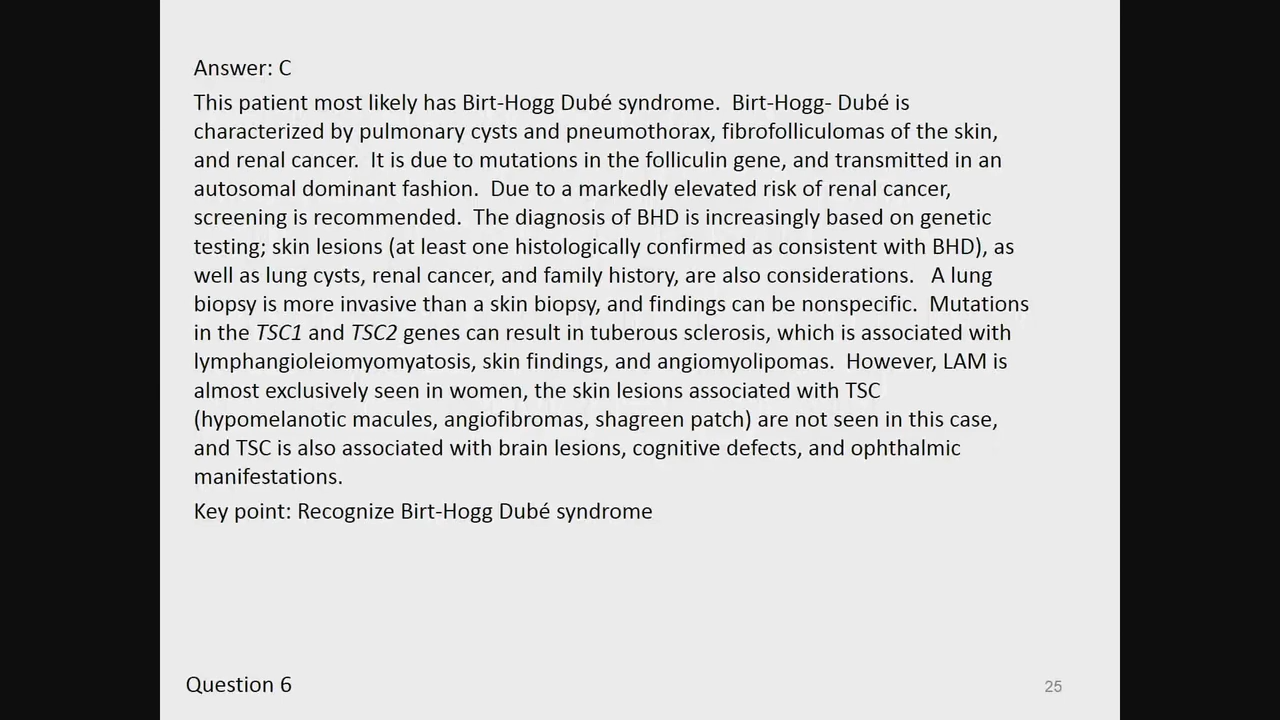 Answer: C
This patient most likely has Birt-Hogg Dubé syndrome.  Birt-Hogg- Dubé is
characterized by pulmonary cysts and pneumothorax, fibrofolliculomas of the skin,
and renal cancer.  It is due to mutations in the folliculin gene, and transmitted in an
autosomal dominant fashion.  Due to a markedly elevated risk of renal cancer,
screening is recommended.  The diagnosis of BHD is increasingly based on genetic
testing; skin lesions (at least one histologically confirmed as consistent with BHD), as
well as lung cysts, renal cancer, and family history, are also considerations.   A lung
biopsy is more invasive than a skin biopsy, and findings can be nonspecific.  Mutations
in the TSC1 and TSC2 genes can result in tuberous sclerosis, which is associated with
lymphangioleiomyomyatosis, skin findings, and angiomyolipomas.  However, LAM is
almost exclusively seen in women, the skin lesions associated with TSC
(hypomelanotic macules, angiofibromas, shagreen patch) are not seen in this case,
and TSC is also associated with brain lesions, cognitive defects, and ophthalmic
manifestations.
Key point: Recognize Birt-Hogg Dubé syndrome
Question 6
25